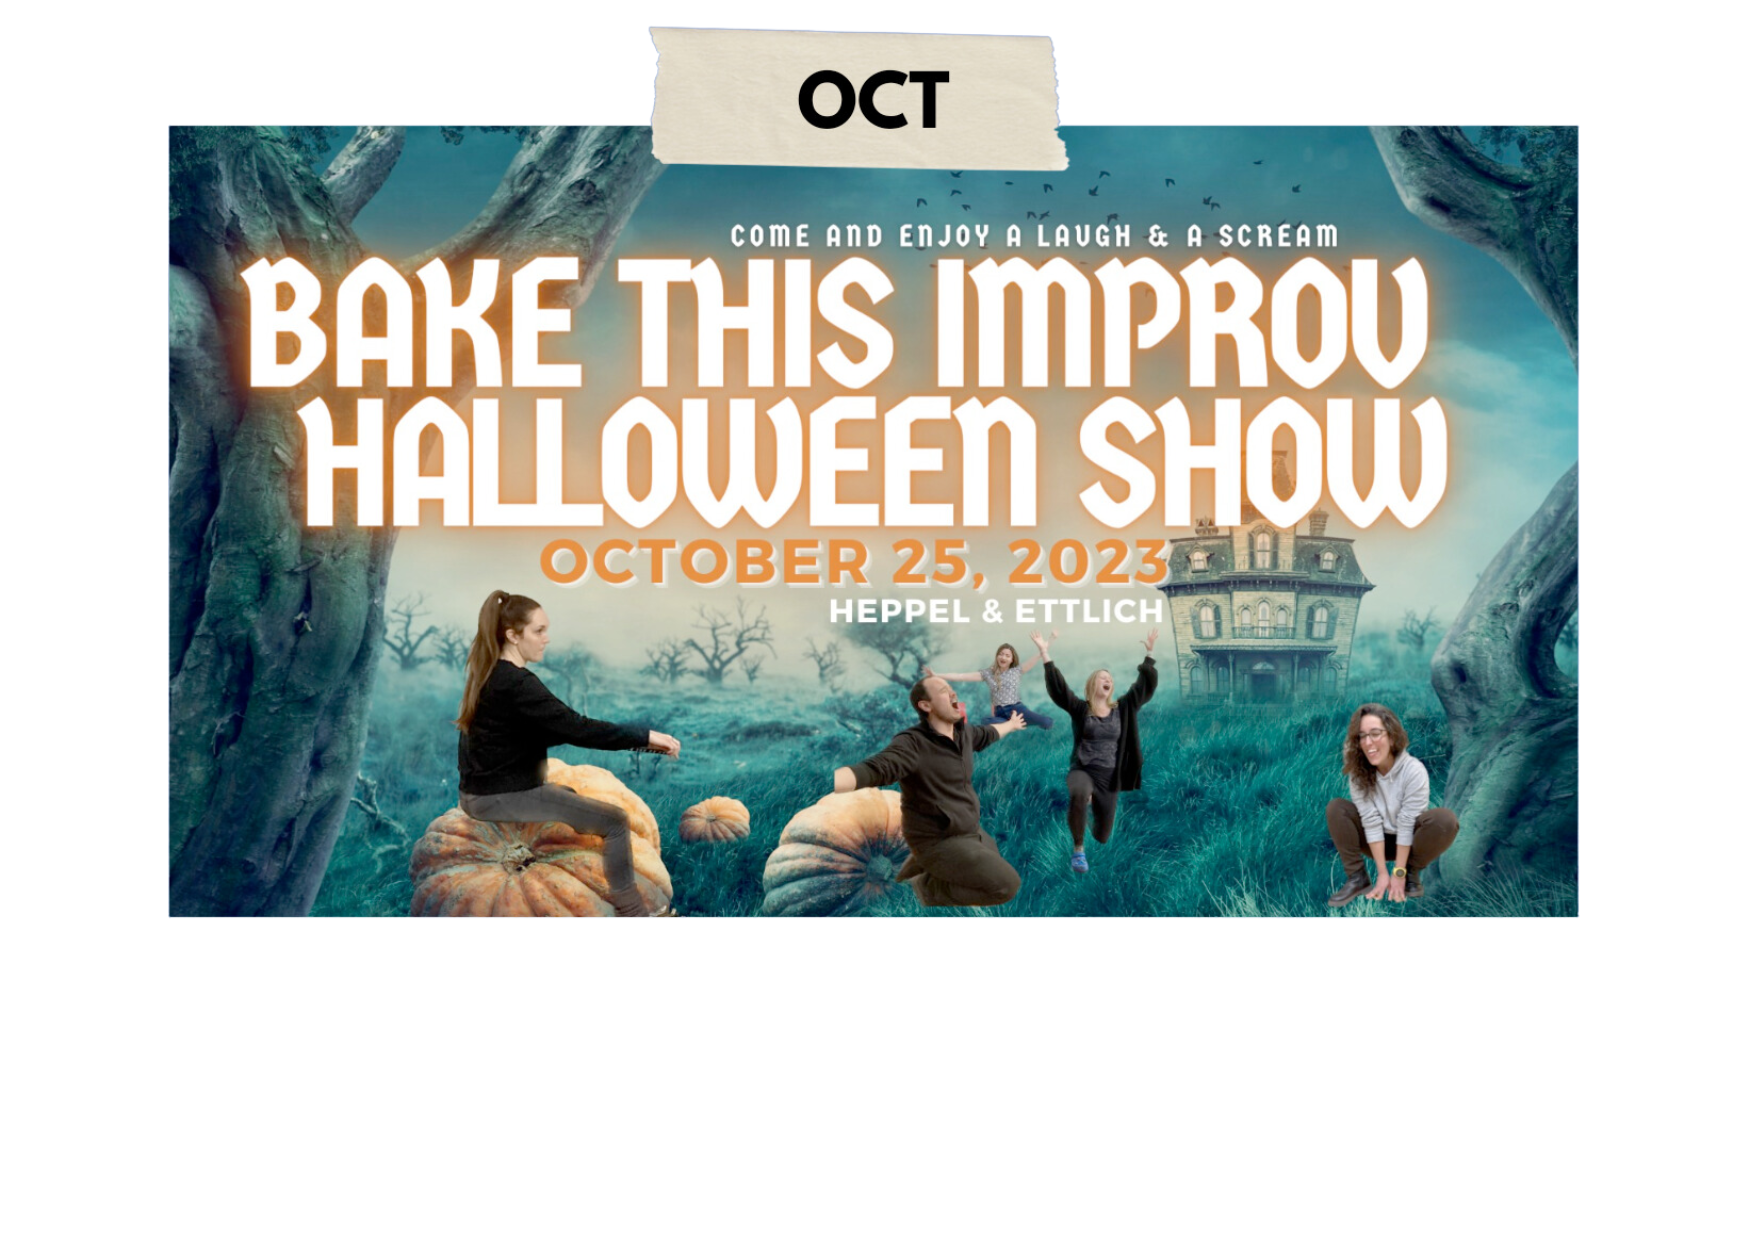 OCT
COME AND ENJOY A LAUGH & A SCREAM
BAKE THIS IMPROV
HALLOWEEN SHOW
OCTOBER 25, 2023
HEPPEL & ETTLICH